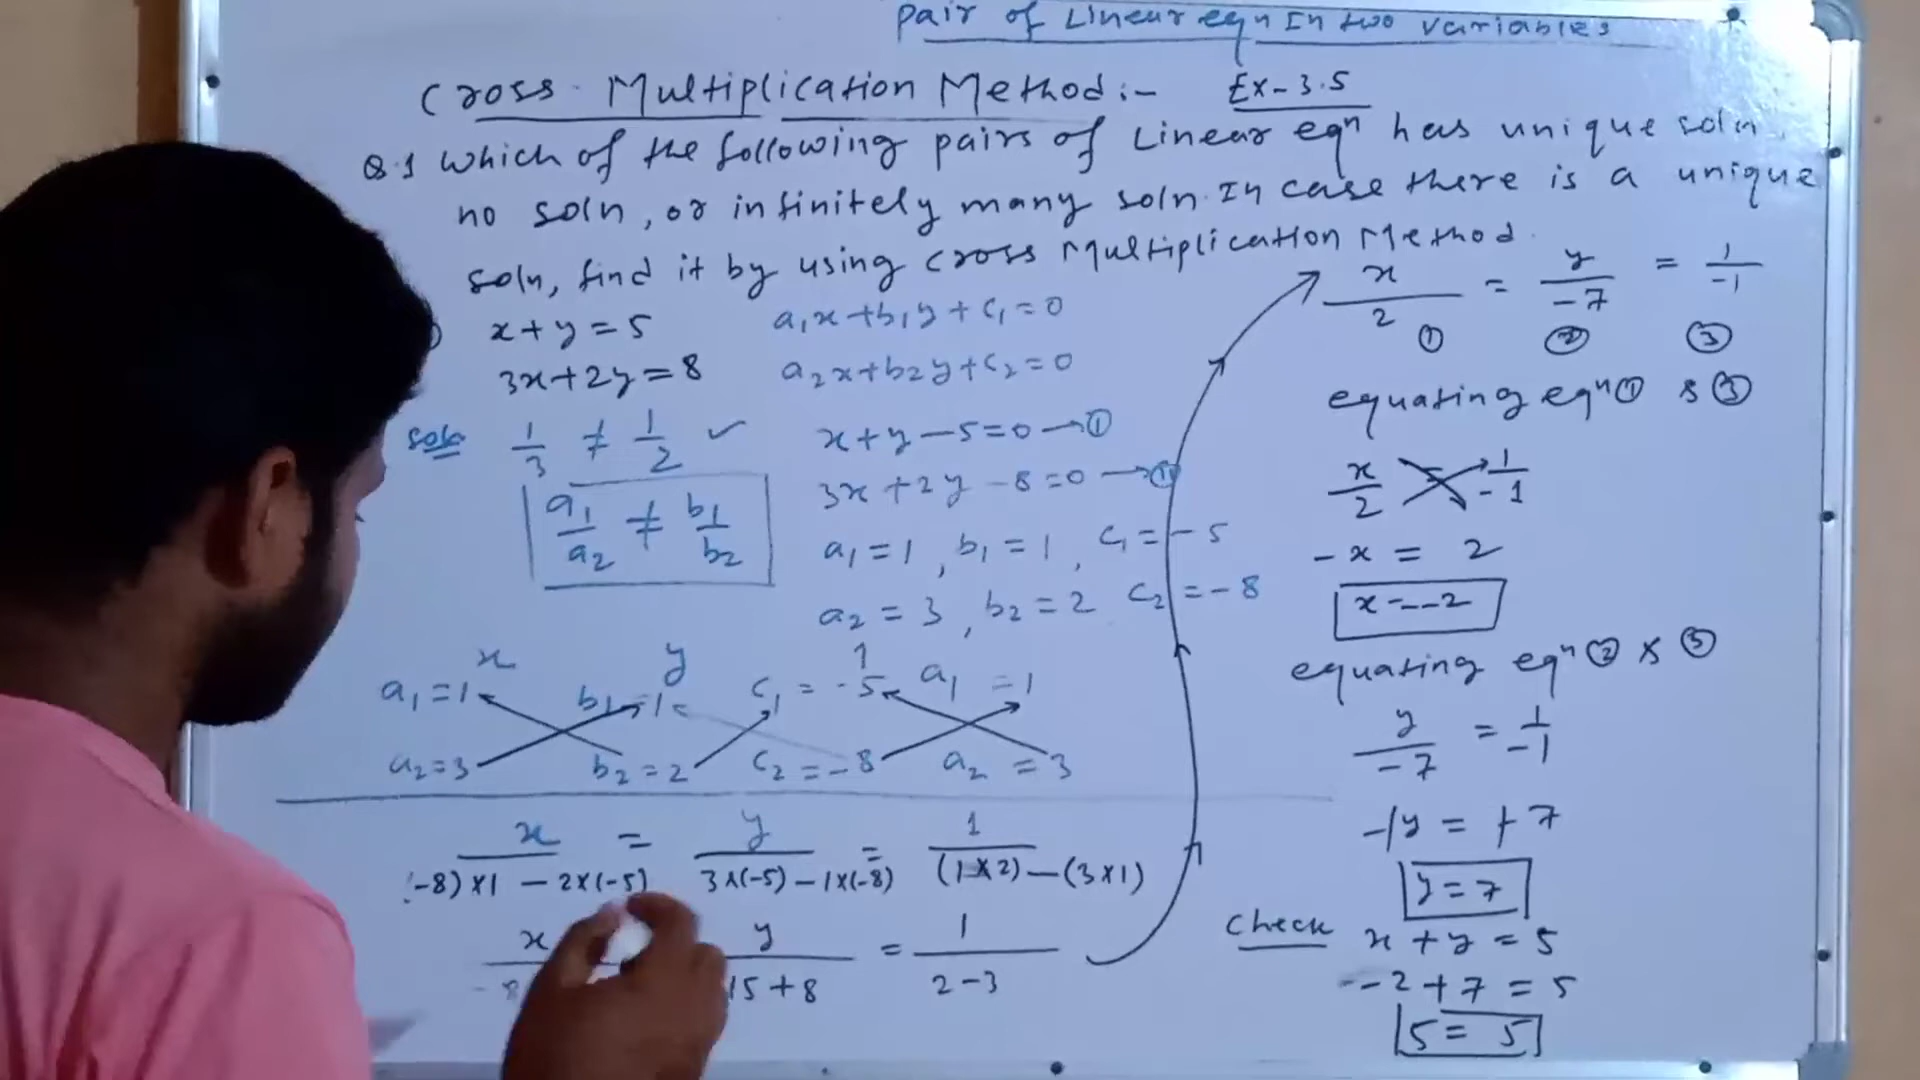 Pair of Linear eqn In two variables
Cross Multiplication Method :- Ex-3.5
Q.1 Which of the following pairs of Linear eqⁿ has unique soln,
no soln, or infinitely many soln. In case there is a unique
soln, find it by using cross Multiplication Method.
x+y=5
3x+2y=8
a₁x+b₁y+c₁=0
a₂x+b₂y+c₂=0
Soln 1/3 ≠ 1/2 ✓
a₁/a₂ ≠ b₁/b₂
x+y-5=0 →①
3x+2y-8=0 →
a₁=1, b₁=1, c₁=-5
a₂=3, b₂=2 c₂=-8
x y 1
a₁=1 b₁=1 c₁=-5 a₁=1
a₂=3 b₂=2 c₂=-8 a₂=3
x/(-8)×1-2×(-5) = y/3×(-5)-1×(-8) = 1/(1×2)-(3×1)
x/-8 y/15+8 = 1/2-3
x/2 = y/-7 = 1/-1
① ② ③
equating eqⁿ① & ③
x/2 = 1/-1
-x = 2
x=-2
equating eqⁿ② & ③
y/-7 = 1/-1
-1y = +7
y=7
Check x+y=5
-2+7=5
5=5